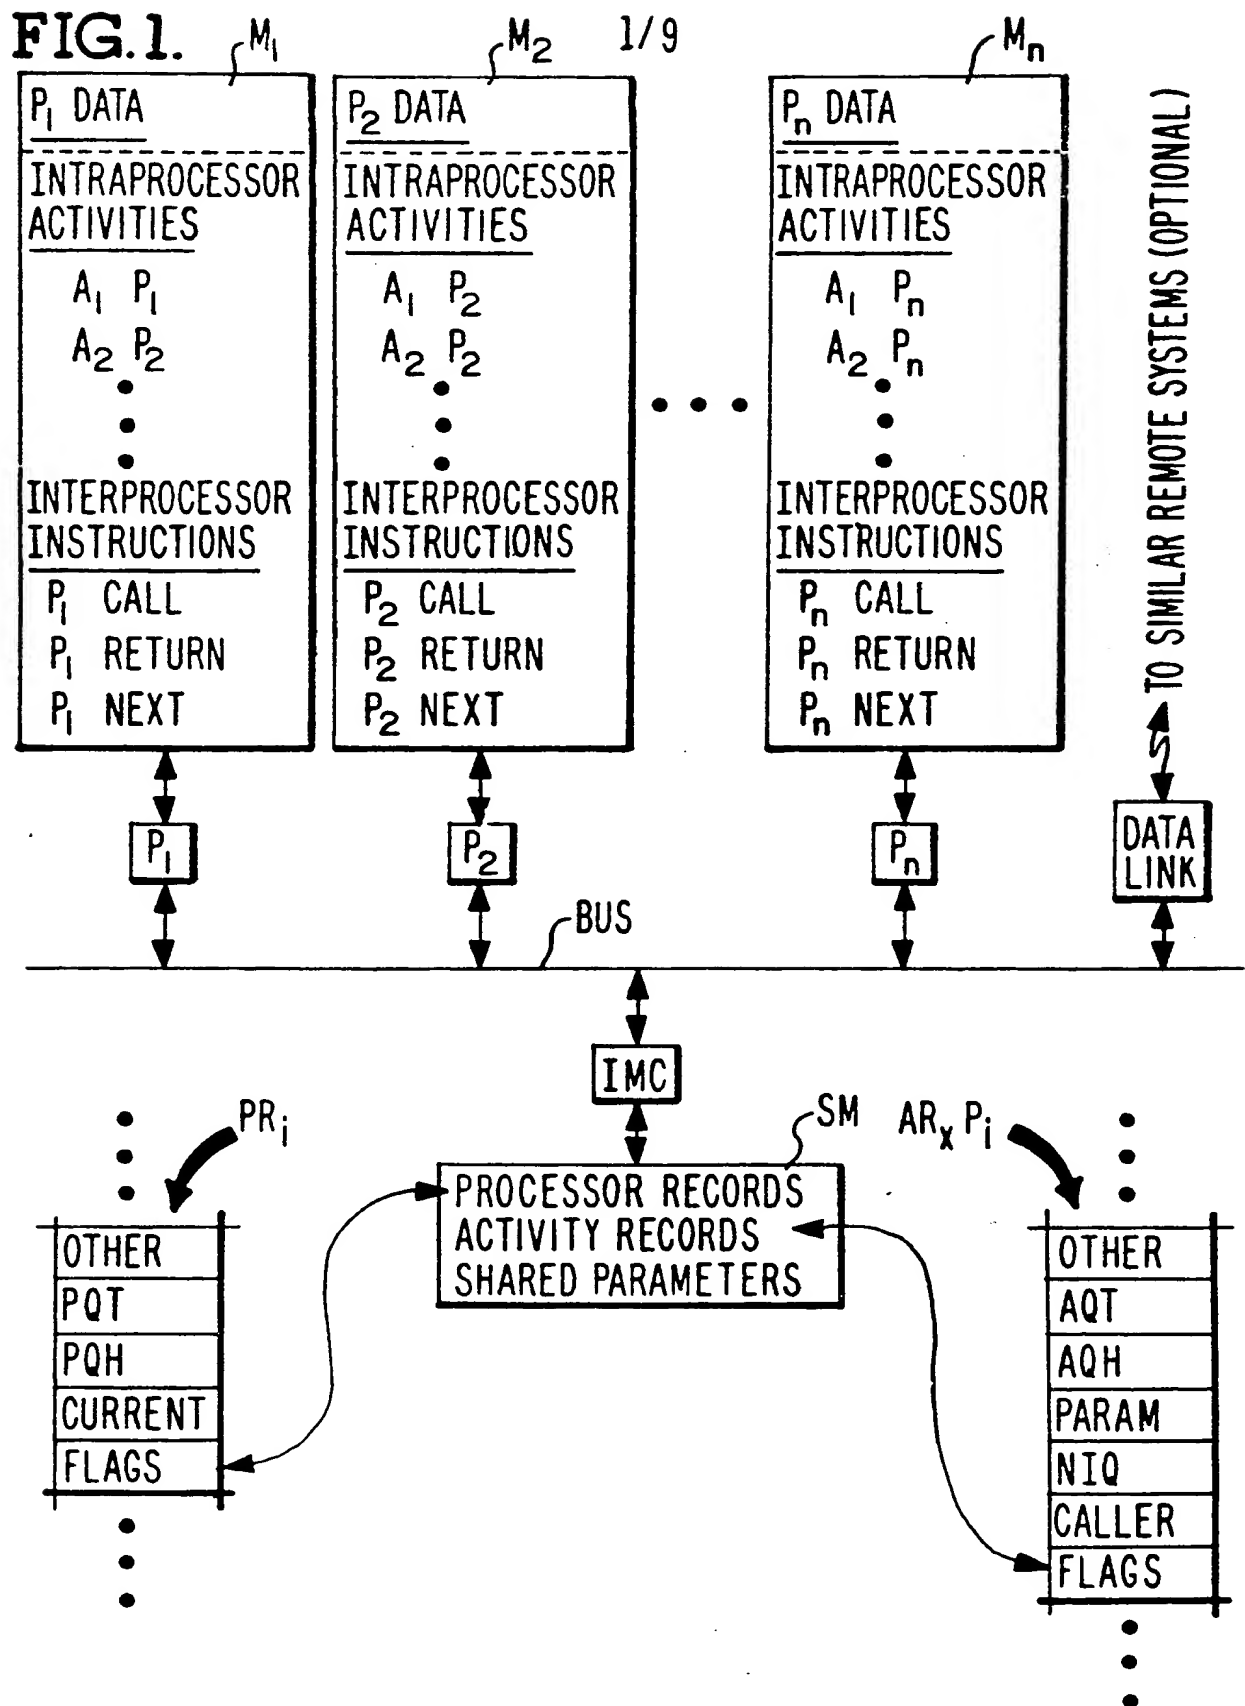 FIG. 1.
1/9
M1
P1 DATA
INTRAPROCESSOR
ACTIVITIES
A1 P1
A2 P2
INTERPROCESSOR
INSTRUCTIONS
P1 CALL
P1 RETURN
P1 NEXT
M2
P2 DATA
INTRAPROCESSOR
ACTIVITIES
A1 P2
A2 P2
INTERPROCESSOR
INSTRUCTIONS
P2 CALL
P2 RETURN
P2 NEXT
Mn
Pn DATA
INTRAPROCESSOR
ACTIVITIES
A1 Pn
A2 Pn
INTERPROCESSOR
INSTRUCTIONS
Pn CALL
Pn RETURN
Pn NEXT
TO SIMILAR REMOTE SYSTEMS (OPTIONAL)
P1
P2
Pn
DATA
LINK
BUS
IMC
SM
PROCESSOR RECORDS
ACTIVITY RECORDS
SHARED PARAMETERS
PRi
OTHER
PQT
PQH
CURRENT
FLAGS
ARx Pi
OTHER
AQT
AQH
PARAM
NIQ
CALLER
FLAGS